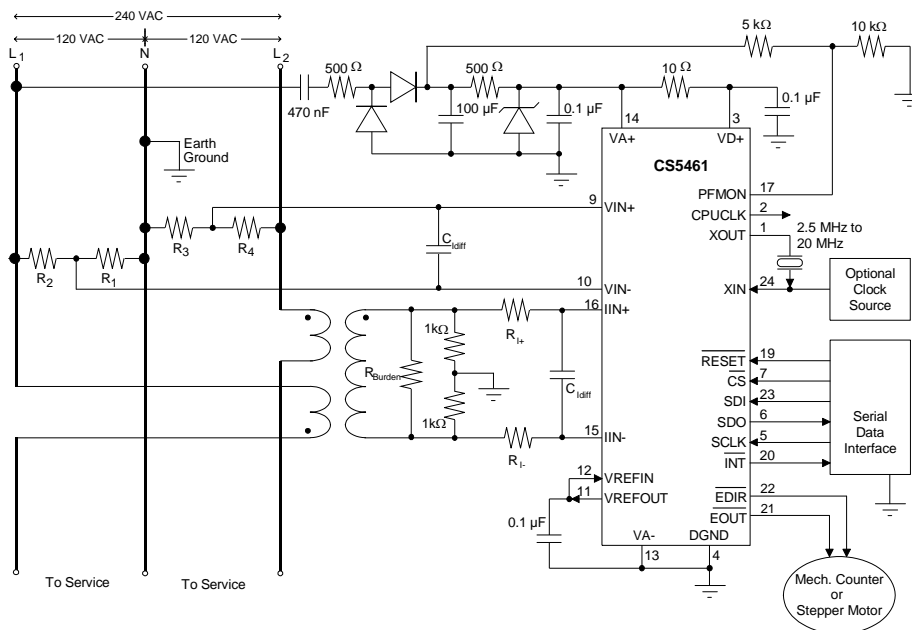 240 VAC
120 VAC
120 VAC
L1
N
L2
5 kΩ
10 kΩ
500 Ω
470 nF
500 Ω
100 µF
0.1 µF
10 Ω
0.1 µF
Earth
Ground
14
VA+
3
VD+
CS5461
PFMON
17
CPUCLK
2
XOUT
1
2.5 MHz to
20 MHz
XIN
24
Optional
Clock
Source
9
VIN+
R3
R4
CIdiff
R2
R1
10
VIN-
16
IIN+
RI+
1kΩ
RBurden
CIdiff
1kΩ
15
IIN-
RI-
RESET
19
CS
7
SDI
23
SDO
6
SCLK
5
INT
20
Serial
Data
Interface
12
VREFIN
11
VREFOUT
0.1 µF
EDIR
22
EOUT
21
VA-
13
DGND
4
Mech. Counter
or
Stepper Motor
To Service
To Service